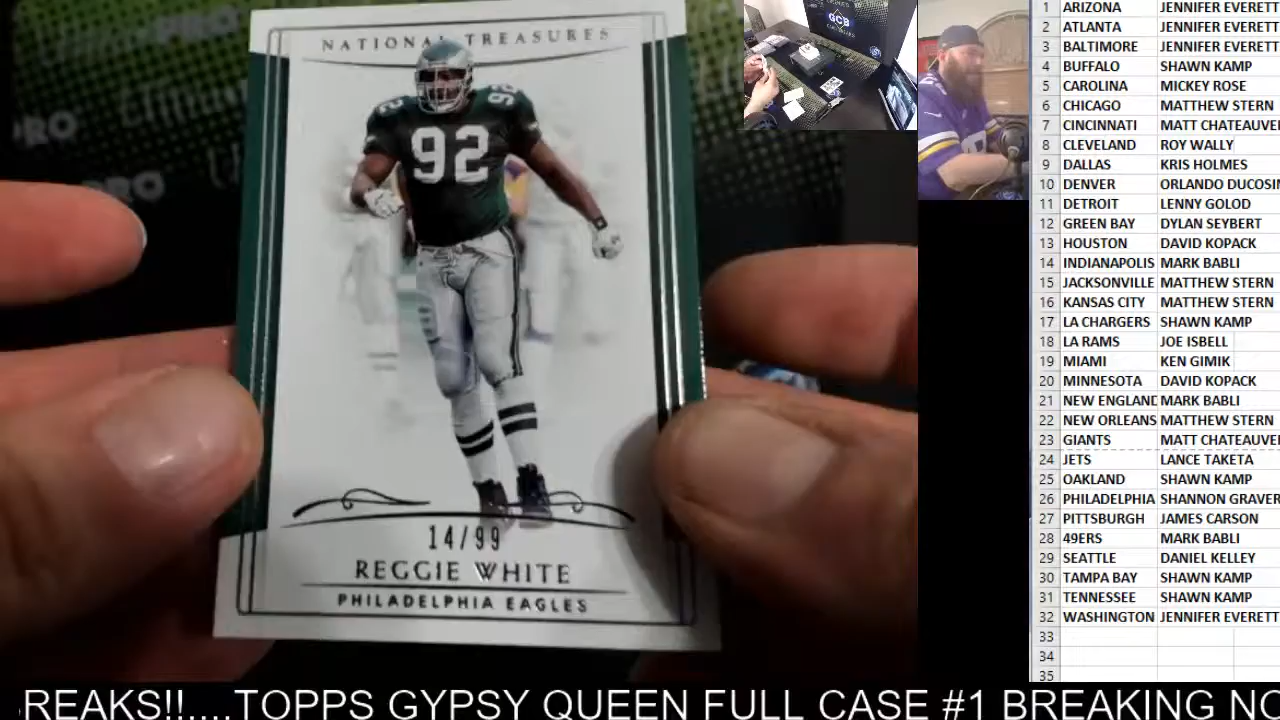 NATIONAL TREASURES
92
92
14/99
REGGIE WHITE
PHILADELPHIA EAGLES
PRO
PRO
GCB
1 ARIZONA JENNIFER EVERETT
2 ATLANTA JENNIFER EVERETT
3 BALTIMORE JENNIFER EVERETT
4 BUFFALO SHAWN KAMP
5 CAROLINA MICKEY ROSE
6 CHICAGO MATTHEW STERN
7 CINCINNATI MATT CHATEAUVE
8 CLEVELAND ROY WALLY
9 DALLAS KRIS HOLMES
10 DENVER ORLANDO DUCOSI
11 DETROIT LENNY GOLOD
12 GREEN BAY DYLAN SEYBERT
13 HOUSTON DAVID KOPACK
14 INDIANAPOLIS MARK BABLI
15 JACKSONVILLE MATTHEW STERN
16 KANSAS CITY MATTHEW STERN
17 LA CHARGERS SHAWN KAMP
18 LA RAMS JOE ISBELL
19 MIAMI KEN GIMIK
20 MINNESOTA DAVID KOPACK
21 NEW ENGLAND MARK BABLI
22 NEW ORLEANS MATTHEW STERN
23 GIANTS MATT CHATEAUVE
24 JETS LANCE TAKETA
25 OAKLAND SHAWN KAMP
26 PHILADELPHIA SHANNON GRAVER
27 PITTSBURGH JAMES CARSON
28 49ERS MARK BABLI
29 SEATTLE DANIEL KELLEY
30 TAMPA BAY SHAWN KAMP
31 TENNESSEE SHAWN KAMP
32 WASHINGTON JENNIFER EVERETT
33
34
35
REAKS!!....TOPPS GYPSY QUEEN FULL CASE #1 BREAKING NO